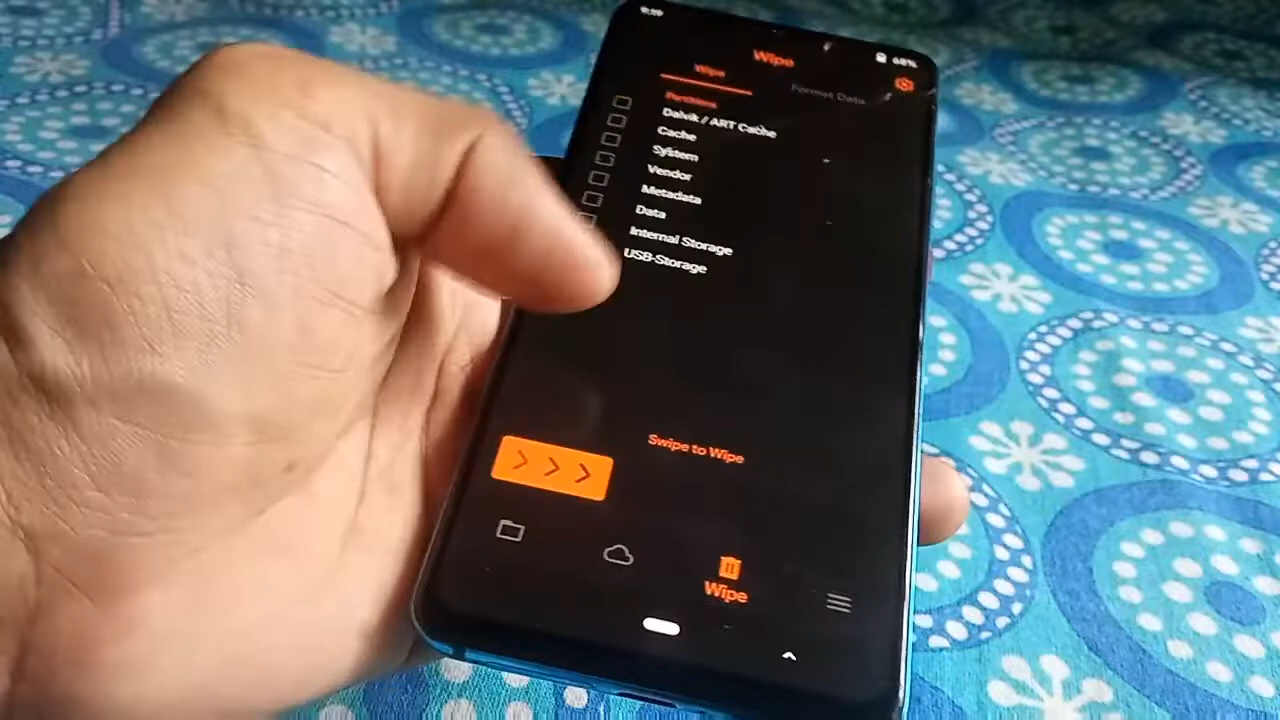 68%
Wipe
Wipe
Format Data
Partitions
Dalvik / ART Cache
Cache
System
Vendor
Metadata
Data
Internal Storage
USB-Storage
Swipe to Wipe
Wipe